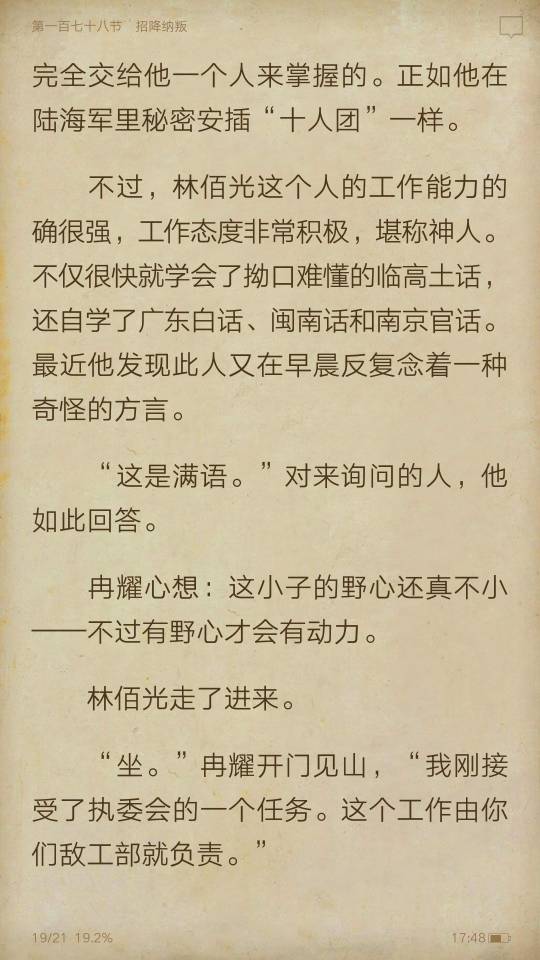 第一百七十八节 招降纳叛
完全交给他一个人来掌握的。正如他在
陆海军里秘密安插“十人团”一样。
不过，林佰光这个人的工作能力的
确很强，工作态度非常积极，堪称神人。
不仅很快就学会了拗口难懂的临高土话，
还自学了广东白话、闽南话和南京官话。
最近他发现此人又在早晨反复念着一种
奇怪的方言。
“这是满语。”对来询问的人，他
如此回答。
冉耀心想：这小子的野心还真不小
——不过有野心才会有动力。
林佰光走了进来。
“坐。”冉耀开门见山，“我刚接
受了执委会的一个任务。这个工作由你
们敌工部就负责。”
19/21 19.2%
17:48